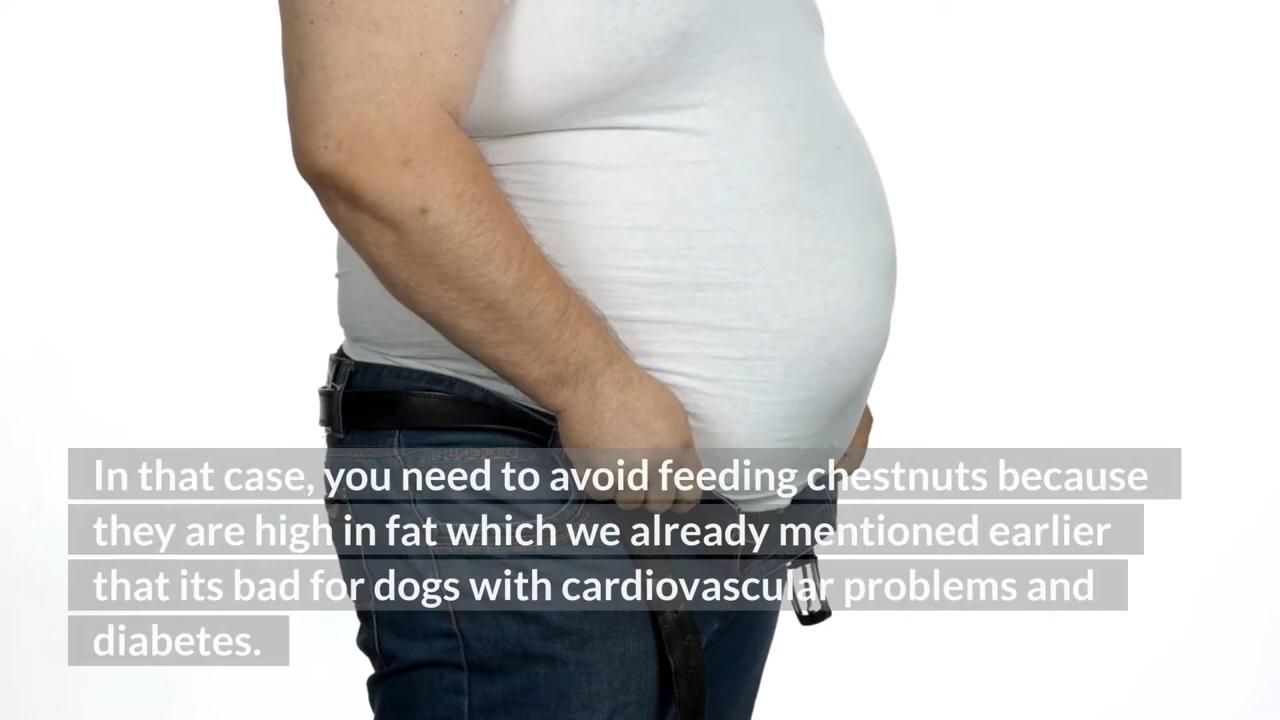 In that case, you need to avoid feeding chestnuts because
they are high in fat which we already mentioned earlier
that its bad for dogs with cardiovascular problems and
diabetes.